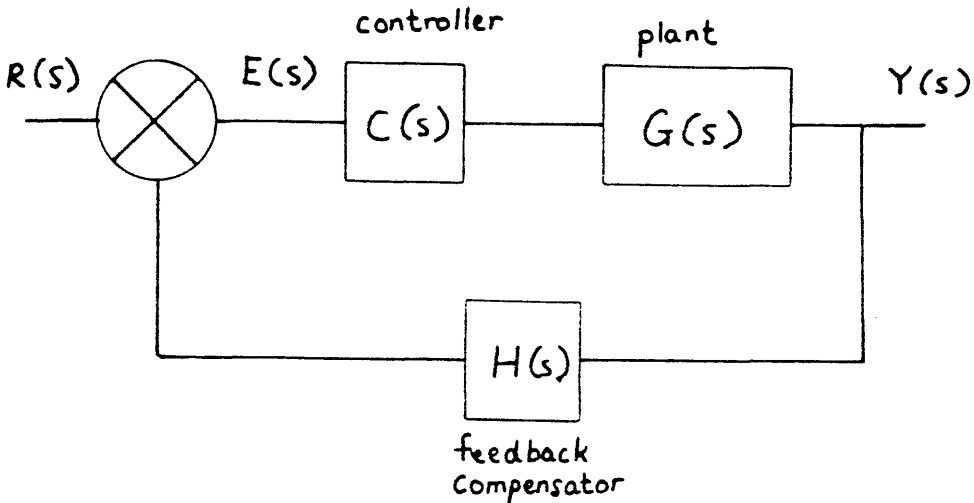 controller
plant
R(s)
E(s)
C(s)
G(s)
Y(s)
H(s)
feedback
compensator